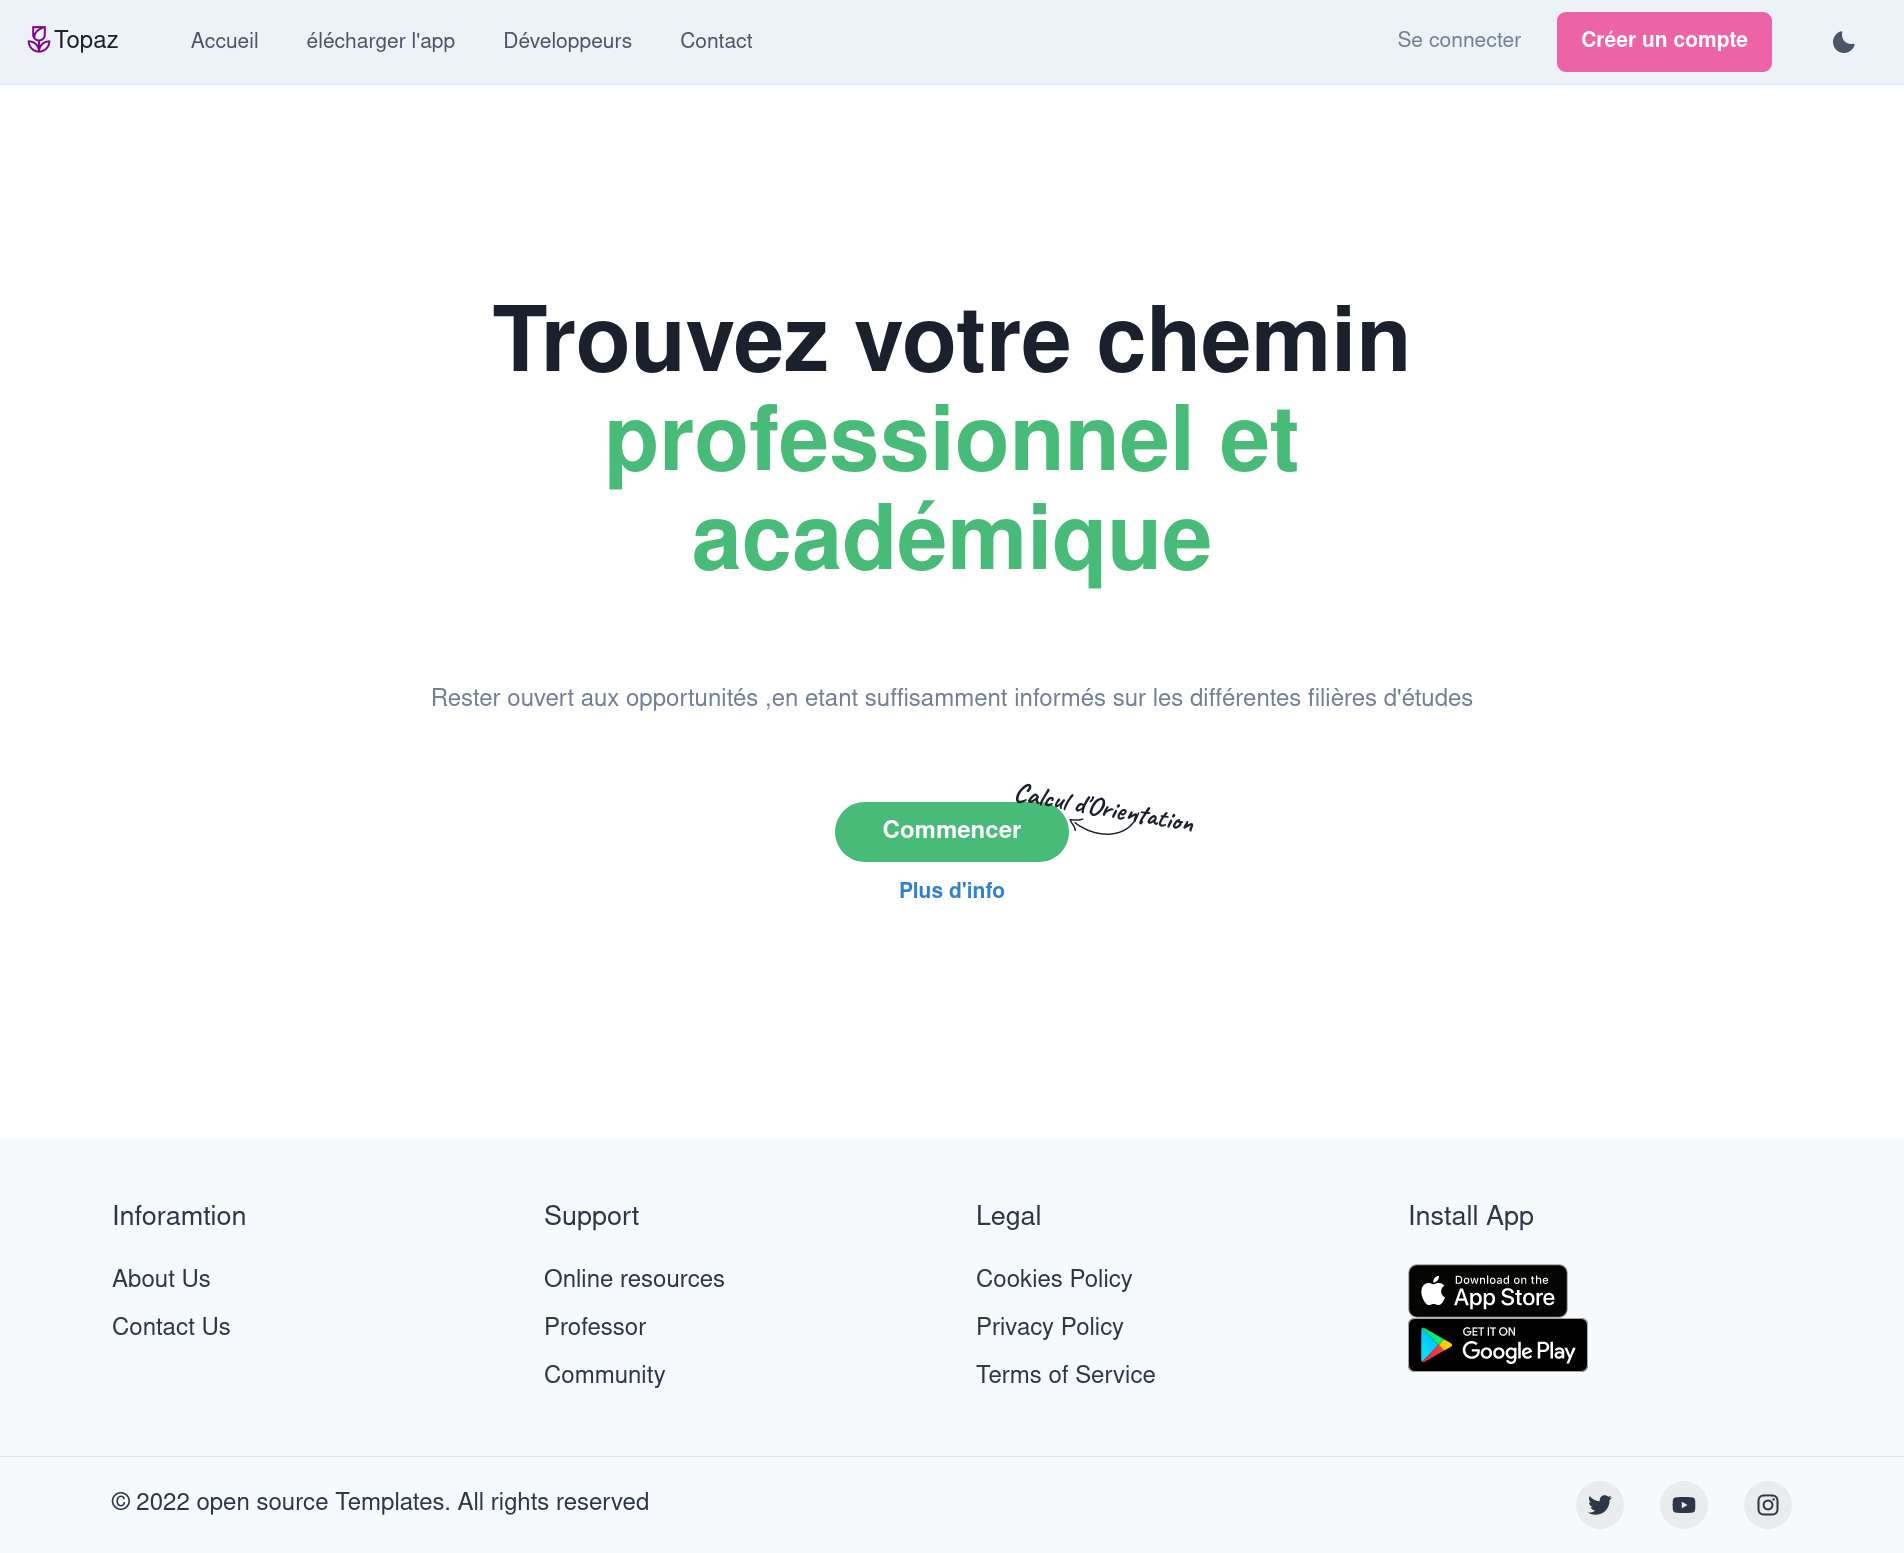 Topaz
Accueil
élécharger l'app
Développeurs
Contact
Se connecter
Créer un compte
Trouvez votre chemin
professionnel et
académique
Rester ouvert aux opportunités ,en etant suffisamment informés sur les différentes filières d'études
Calcul d'Orientation
Commencer
Plus d'info
Inforamtion
About Us
Contact Us
Support
Online resources
Professor
Community
Legal
Cookies Policy
Privacy Policy
Terms of Service
Install App
Download on the
App Store
GET IT ON
Google Play
© 2022 open source Templates. All rights reserved